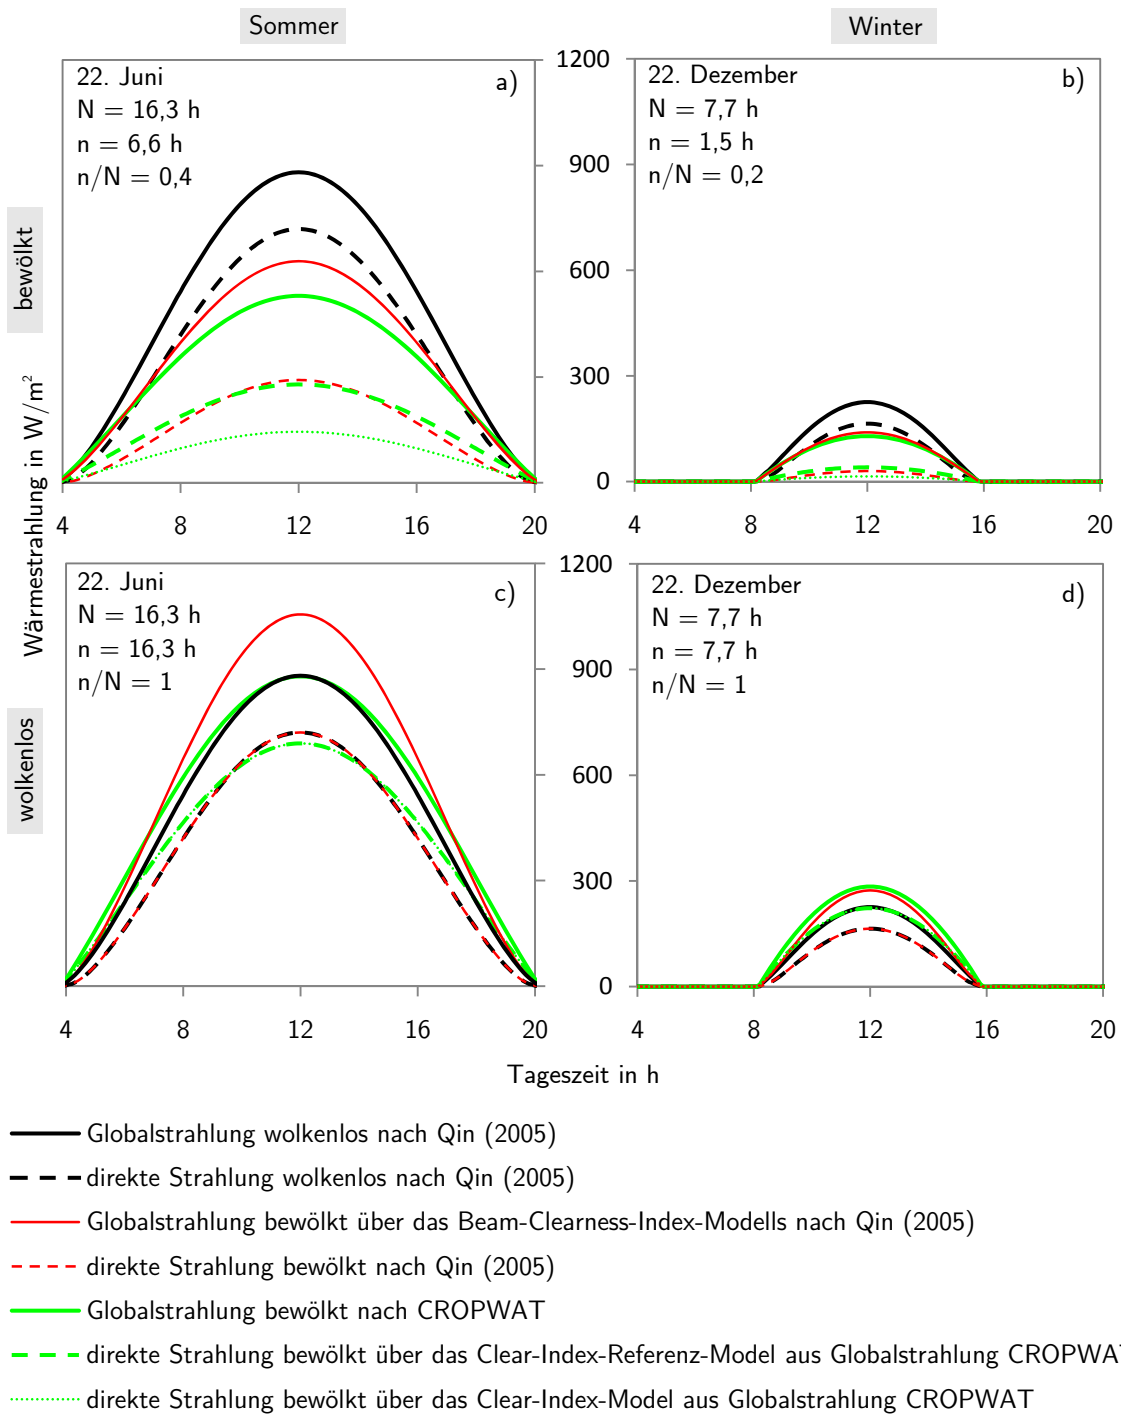 Sommer
Winter
bewölkt
wolkenlos
Wärmestrahlung in W/m²
22. Juni
N = 16,3 h
n = 6,6 h
n/N = 0,4
a)
4 8 12 16 20
1200
900
600
300
0
22. Dezember
N = 7,7 h
n = 1,5 h
n/N = 0,2
b)
4 8 12 16 20
22. Juni
N = 16,3 h
n = 16,3 h
n/N = 1
c)
4 8 12 16 20
1200
900
600
300
0
22. Dezember
N = 7,7 h
n = 7,7 h
n/N = 1
d)
4 8 12 16 20
Tageszeit in h
Globalstrahlung wolkenlos nach Qin (2005)
direkte Strahlung wolkenlos nach Qin (2005)
Globalstrahlung bewölkt über das Beam-Clearness-Index-Modells nach Qin (2005)
direkte Strahlung bewölkt nach Qin (2005)
Globalstrahlung bewölkt nach CROPWAT
direkte Strahlung bewölkt über das Clear-Index-Referenz-Model aus Globalstrahlung CROPWA
direkte Strahlung bewölkt über das Clear-Index-Model aus Globalstrahlung CROPWAT